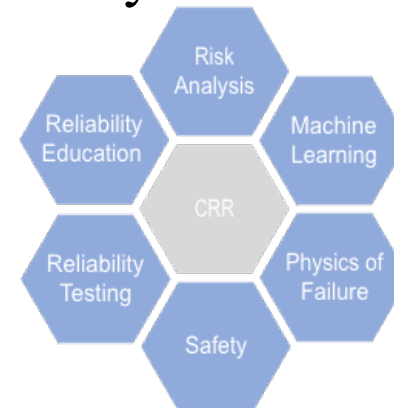 Risk
Analysis
Reliability
Education
Machine
Learning
CRR
Reliability
Testing
Physics of
Failure
Safety